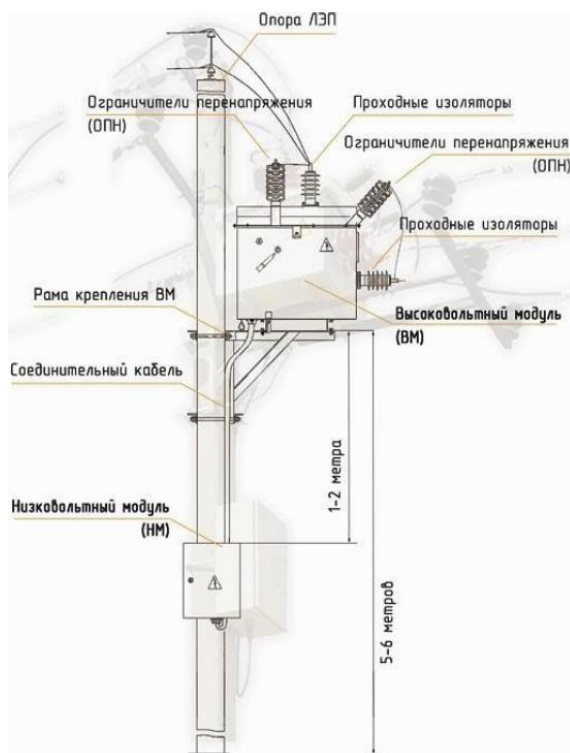 Опора ЛЭП
Ограничители перенапряжения
(ОПН)
Проходные изоляторы
Ограничители перенапряжения
(ОПН)
Проходные изоляторы
Рама крепления ВМ
Высоковольтный модуль
(ВМ)
Соединительный кабель
1-2 метра
Низковольтный модуль
(НМ)
5-6 метров